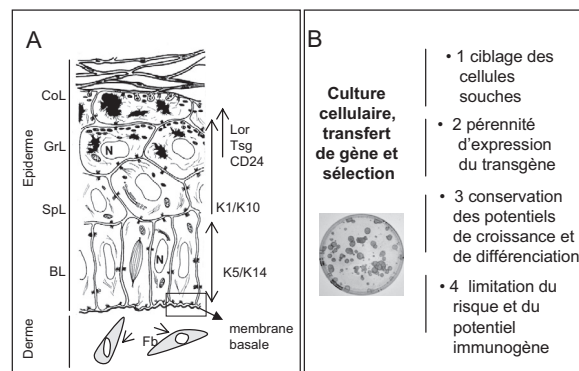 A
CoL
GrL
SpL
BL
Epiderme
Derme
N
N
Lor
Tsg
CD24
K1/K10
K5/K14
membrane
basale
Fb
B
Culture
cellulaire,
transfert
de gène et
sélection
• 1 ciblage des
cellules
souches
• 2 pérennité
d'expression
du transgène
• 3 conservation
des potentiels
de croissance et
de différenciation
• 4 limitation du
risque et du
potentiel
immunogène